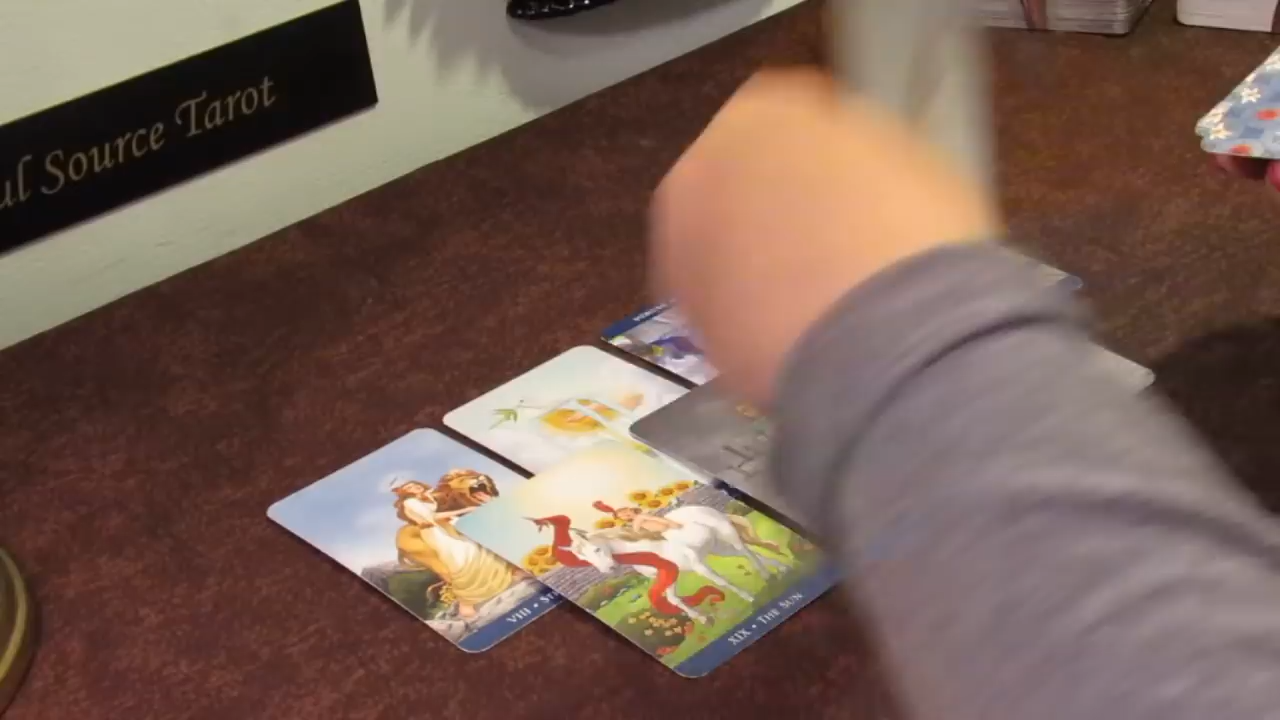 ul Source Tarot
VIII • St
XIX • The Sun